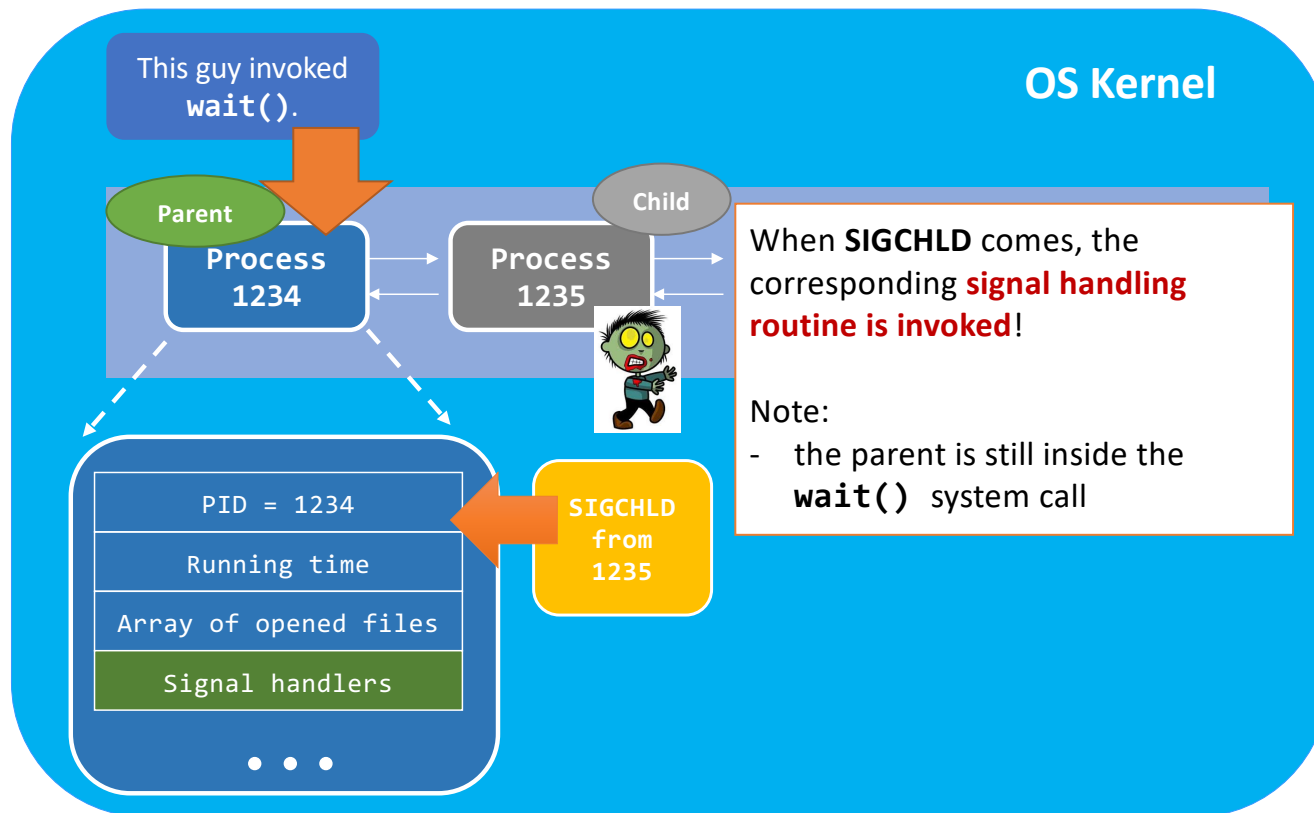 This guy invoked
wait().
OS Kernel
Parent
Child
Process
1234
Process
1235
When SIGCHLD comes, the
corresponding signal handling
routine is invoked!
Note:
- the parent is still inside the
wait() system call
PID = 1234
Running time
Array of opened files
Signal handlers
• • •
SIGCHLD
from
1235